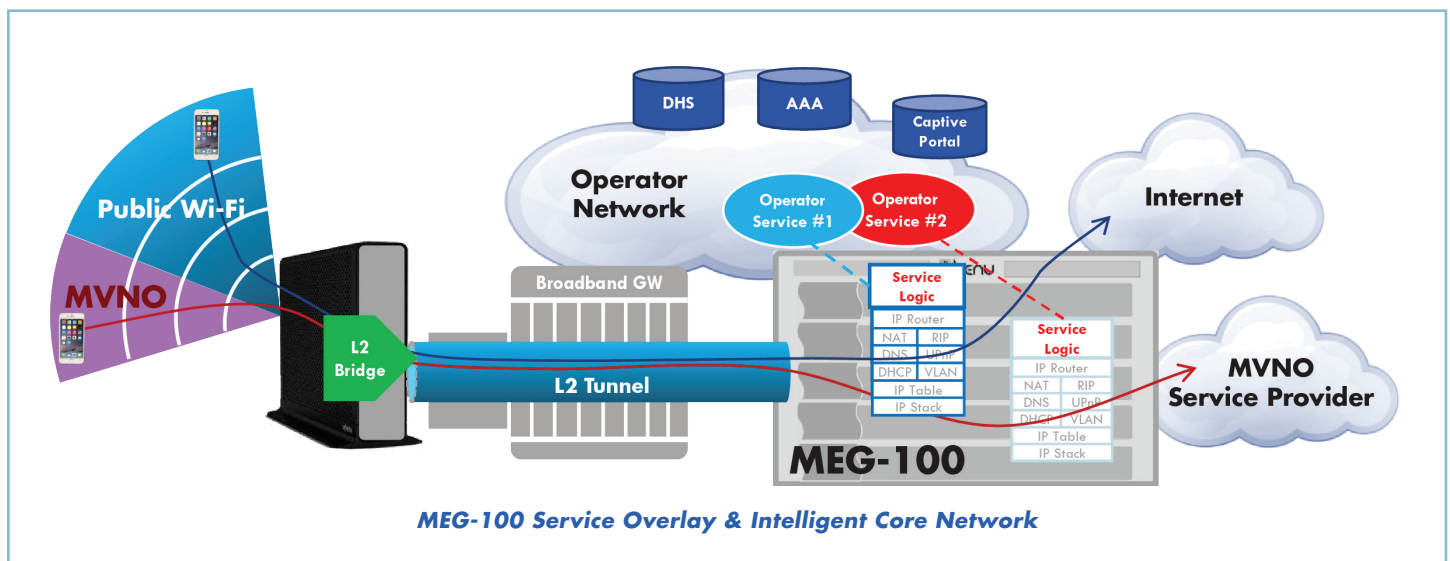 DHS
AAA
Captive
Portal
Operator
Network
Operator
Service #1
Operator
Service #2
Internet
Public Wi-Fi
MVNO
Broadband GW
L2
Bridge
L2 Tunnel
Service
Logic
IP Router
NAT RIP
DNS UPnP
DHCP VLAN
IP Table
IP Stack
Service
Logic
IP Router
NAT RIP
DNS UPnP
DHCP VLAN
IP Table
IP Stack
MEG-100
MVNO
Service Provider
MEG-100 Service Overlay & Intelligent Core Network